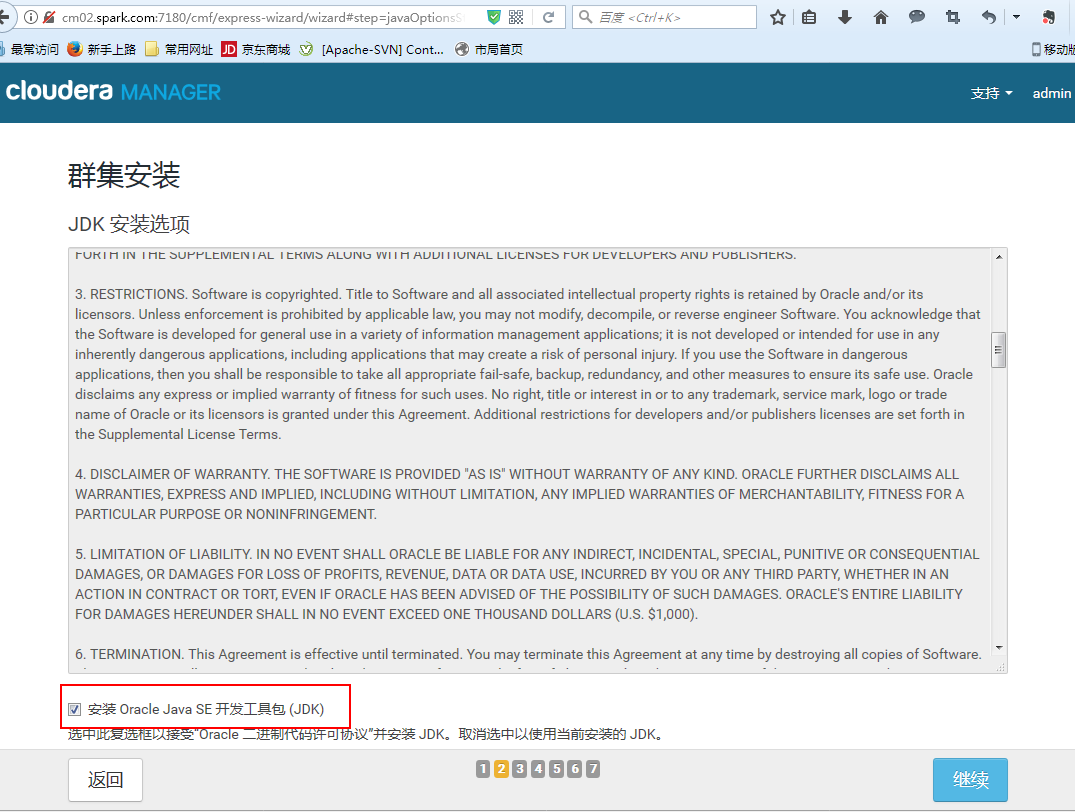 cm02.spark.com:7180/cmf/express-wizard/wizard#step=javaOptionsS
百度 <Ctrl+K>
最常访问 新手上路 常用网址 JD 京东商城 [Apache-SVN] Cont... 市局首页 移动版
cloudera MANAGER
支持 admin
群集安装
JDK 安装选项
FORTH IN THE SUPPLEMENTAL TERMS ALONG WITH ADDITIONAL LICENSES FOR DEVELOPERS AND PUBLISHERS.
3. RESTRICTIONS. Software is copyrighted. Title to Software and all associated intellectual property rights is retained by Oracle and/or its
licensors. Unless enforcement is prohibited by applicable law, you may not modify, decompile, or reverse engineer Software. You acknowledge that
the Software is developed for general use in a variety of information management applications; it is not developed or intended for use in any
inherently dangerous applications, including applications that may create a risk of personal injury. If you use the Software in dangerous
applications, then you shall be responsible to take all appropriate fail-safe, backup, redundancy, and other measures to ensure its safe use. Oracle
disclaims any express or implied warranty of fitness for such uses. No right, title or interest in or to any trademark, service mark, logo or trade
name of Oracle or its licensors is granted under this Agreement. Additional restrictions for developers and/or publishers licenses are set forth in
the Supplemental License Terms.
4. DISCLAIMER OF WARRANTY. THE SOFTWARE IS PROVIDED "AS IS" WITHOUT WARRANTY OF ANY KIND. ORACLE FURTHER DISCLAIMS ALL
WARRANTIES, EXPRESS AND IMPLIED, INCLUDING WITHOUT LIMITATION, ANY IMPLIED WARRANTIES OF MERCHANTABILITY, FITNESS FOR A
PARTICULAR PURPOSE OR NONINFRINGEMENT.
5. LIMITATION OF LIABILITY. IN NO EVENT SHALL ORACLE BE LIABLE FOR ANY INDIRECT, INCIDENTAL, SPECIAL, PUNITIVE OR CONSEQUENTIAL
DAMAGES, OR DAMAGES FOR LOSS OF PROFITS, REVENUE, DATA OR DATA USE, INCURRED BY YOU OR ANY THIRD PARTY, WHETHER IN AN
ACTION IN CONTRACT OR TORT, EVEN IF ORACLE HAS BEEN ADVISED OF THE POSSIBILITY OF SUCH DAMAGES. ORACLE'S ENTIRE LIABILITY
FOR DAMAGES HEREUNDER SHALL IN NO EVENT EXCEED ONE THOUSAND DOLLARS (U.S. $1,000).
6. TERMINATION. This Agreement is effective until terminated. You may terminate this Agreement at any time by destroying all copies of Software.
安装 Oracle Java SE 开发工具包 (JDK)
选中此复选框以接受“Oracle 二进制代码许可协议”并安装 JDK。取消选中以使用当前安装的 JDK。
返回 1 2 3 4 5 6 7 继续